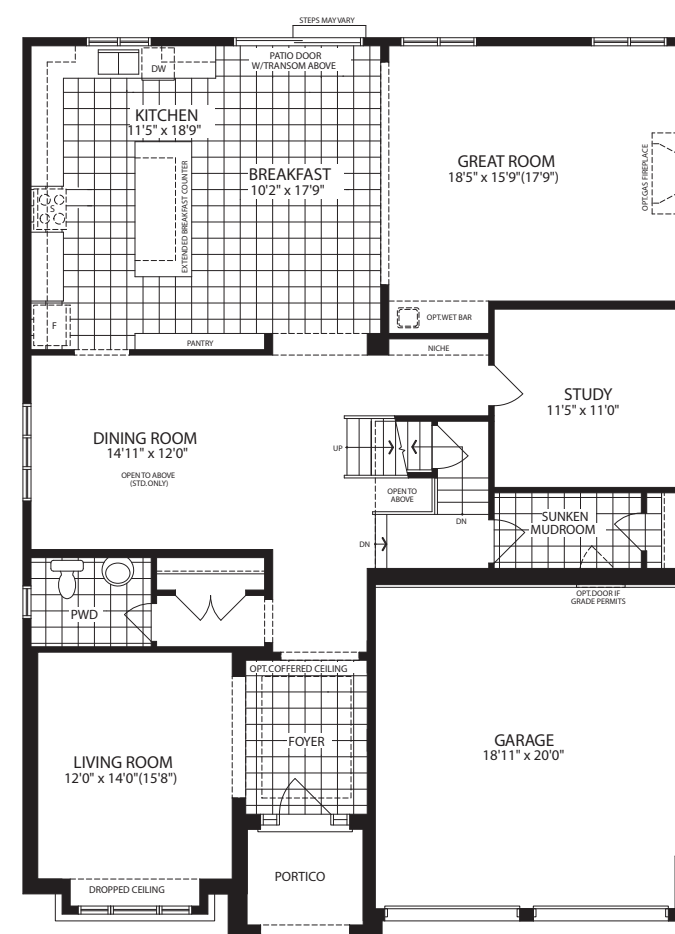 STEPS MAY VARY
PATIO DOOR
W/TRANSOM ABOVE
DW
KITCHEN
11'5" x 18'9"
BREAKFAST
10'2" x 17'9"
GREAT ROOM
18'5" x 15'9"(17'9")
OPT.GAS FIREPLACE
EXTENDED BREAKFAST COUNTER
S
F
OPT.WET BAR
PANTRY
NICHE
STUDY
11'5" x 11'0"
DINING ROOM
14'11" x 12'0"
OPEN TO ABOVE
(STD.ONLY)
UP
OPEN TO
ABOVE
DN
DN
SUNKEN
MUDROOM
OPT.DOOR IF
GRADE PERMITS
PWD
OPT.COFFERED CEILING
FOYER
GARAGE
18'11" x 20'0"
LIVING ROOM
12'0" x 14'0"(15'8")
PORTICO
DROPPED CEILING